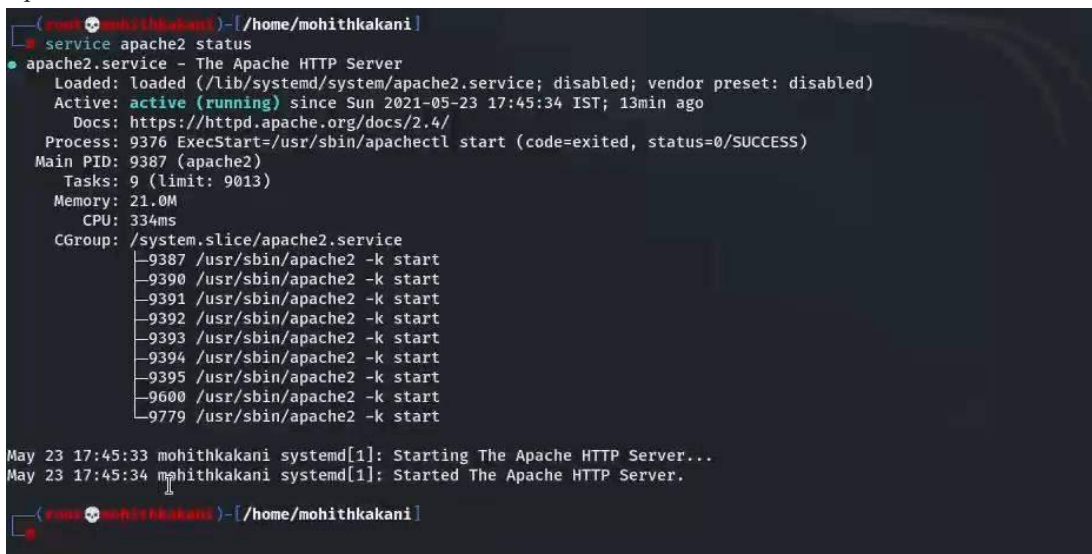 (root💀mohithkakani)-[/home/mohithkakani]
service apache2 status
● apache2.service - The Apache HTTP Server
Loaded: loaded (/lib/systemd/system/apache2.service; disabled; vendor preset: disabled)
Active: active (running) since Sun 2021-05-23 17:45:34 IST; 13min ago
Docs: https://httpd.apache.org/docs/2.4/
Process: 9376 ExecStart=/usr/sbin/apachectl start (code=exited, status=0/SUCCESS)
Main PID: 9387 (apache2)
Tasks: 9 (limit: 9013)
Memory: 21.0M
CPU: 334ms
CGroup: /system.slice/apache2.service
├─9387 /usr/sbin/apache2 -k start
├─9390 /usr/sbin/apache2 -k start
├─9391 /usr/sbin/apache2 -k start
├─9392 /usr/sbin/apache2 -k start
├─9393 /usr/sbin/apache2 -k start
├─9394 /usr/sbin/apache2 -k start
├─9395 /usr/sbin/apache2 -k start
├─9600 /usr/sbin/apache2 -k start
└─9779 /usr/sbin/apache2 -k start
May 23 17:45:33 mohithkakani systemd[1]: Starting The Apache HTTP Server...
May 23 17:45:34 mohithkakani systemd[1]: Started The Apache HTTP Server.
(root💀mohithkakani)-[/home/mohithkakani]